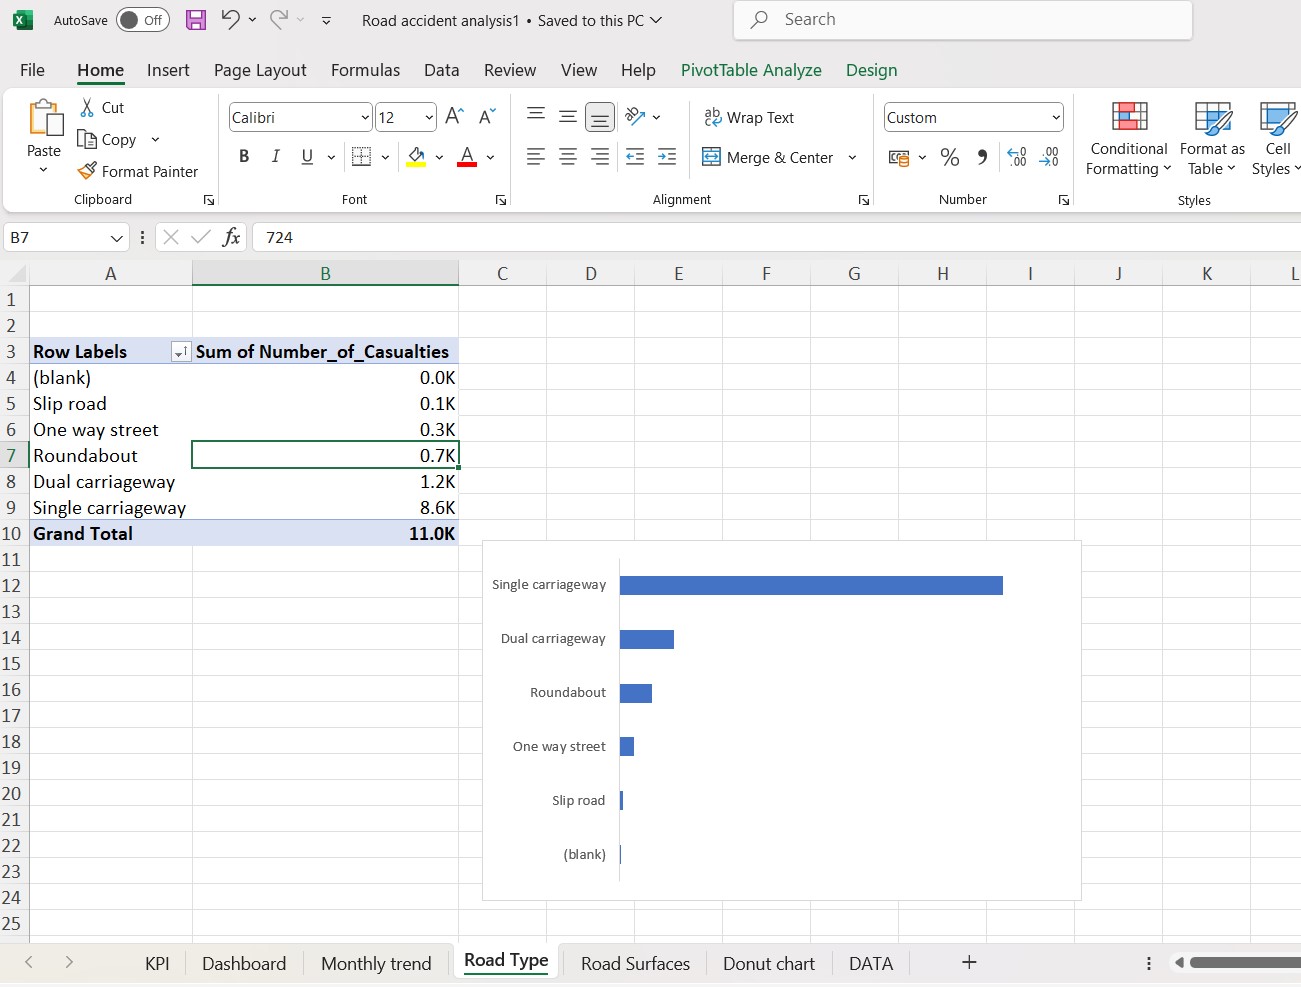 AutoSave Off Road accident analysis1 • Saved to this PC Search
File Home Insert Page Layout Formulas Data Review View Help PivotTable Analyze Design
Paste
Cut
Copy
Format Painter
Clipboard
Calibri 12
B I U
Font
Wrap Text
Merge & Center
Alignment
Custom
Number
Conditional Formatting
Format as Table
Cell Styles
Styles
B7 fx 724
A B C D E F G H I J K L
1
2
3 Row Labels Sum of Number_of_Casualties
4 (blank) 0.0K
5 Slip road 0.1K
6 One way street 0.3K
7 Roundabout 0.7K
8 Dual carriageway 1.2K
9 Single carriageway 8.6K
10 Grand Total 11.0K
11
12
13
14
15
16
17
18
19
20
21
22
23
24
25
Single carriageway
Dual carriageway
Roundabout
One way street
Slip road
(blank)
KPI Dashboard Monthly trend Road Type Road Surfaces Donut chart DATA